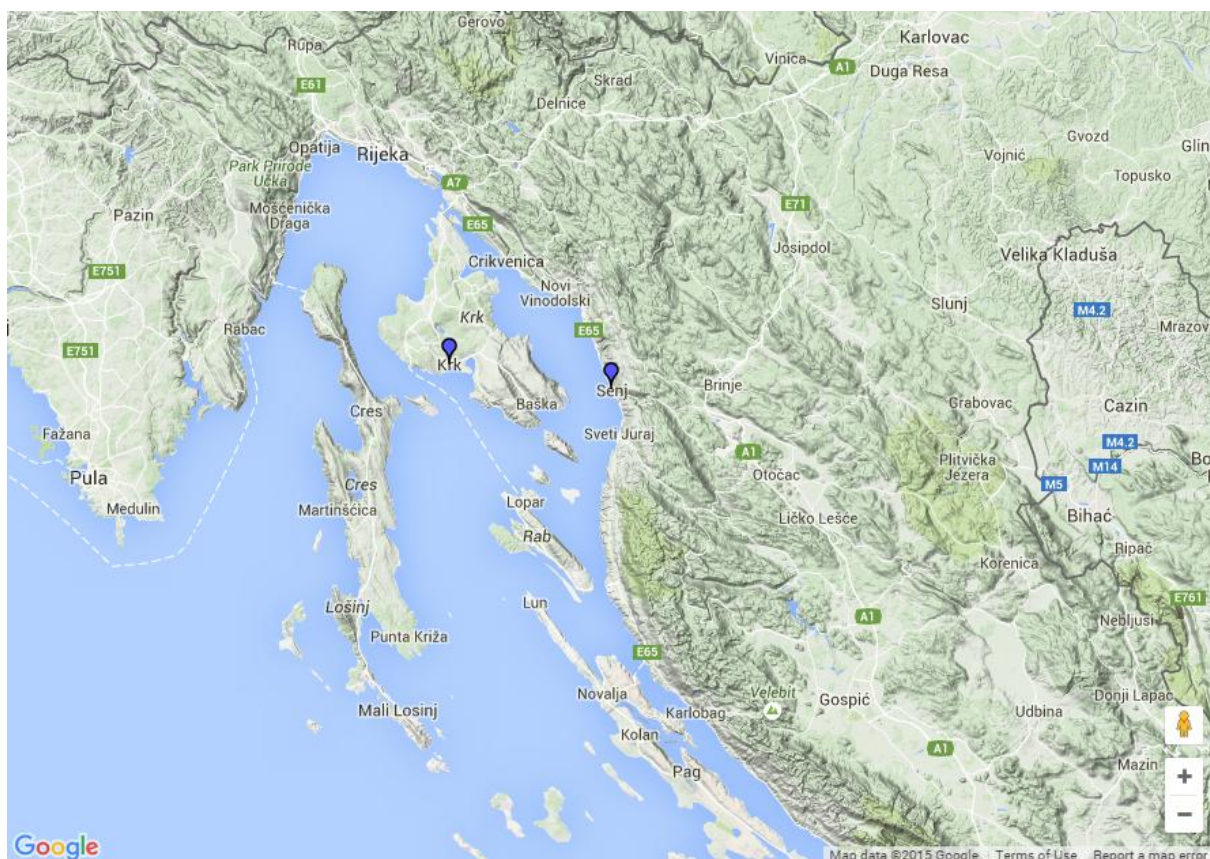 Gerovo
Karlovac
Rupa
Vinica
A1
Duga Resa
Skrad
E61
Delnice
Gvozd
Opatija
Rijeka
Vojnić
Park Prirode
Učka
A7
Topusko
Pazin
Mošćenička
Draga
E65
E71
Josipdol
Velika Kladuša
E751
Crikvenica
Novi
Vinodolski
Slunj
M4.2
Krk
E65
Rabac
E751
Krk
Brinje
Senj
Grabovac
Baška
Cazin
Cres
Fažana
Sveti Juraj
M4.2
A1
Plitvička
Jezera
M14
Otočac
Pula
M5
Cres
Lopar
Medulin
Martinšćica
Ličko Lešće
Bihać
Rab
Ripač
Korenica
Lun
E761
Lošinj
A1
Nebljusi
Punta Križa
E65
Novalja
Velebit
Donji Lapac
Gospić
Mali Losinj
Karlobag
Udbina
Kolan
A1
Mazin
Pag
+
−
Google
Map data ©2015 Google
Terms of Use
Report a map error